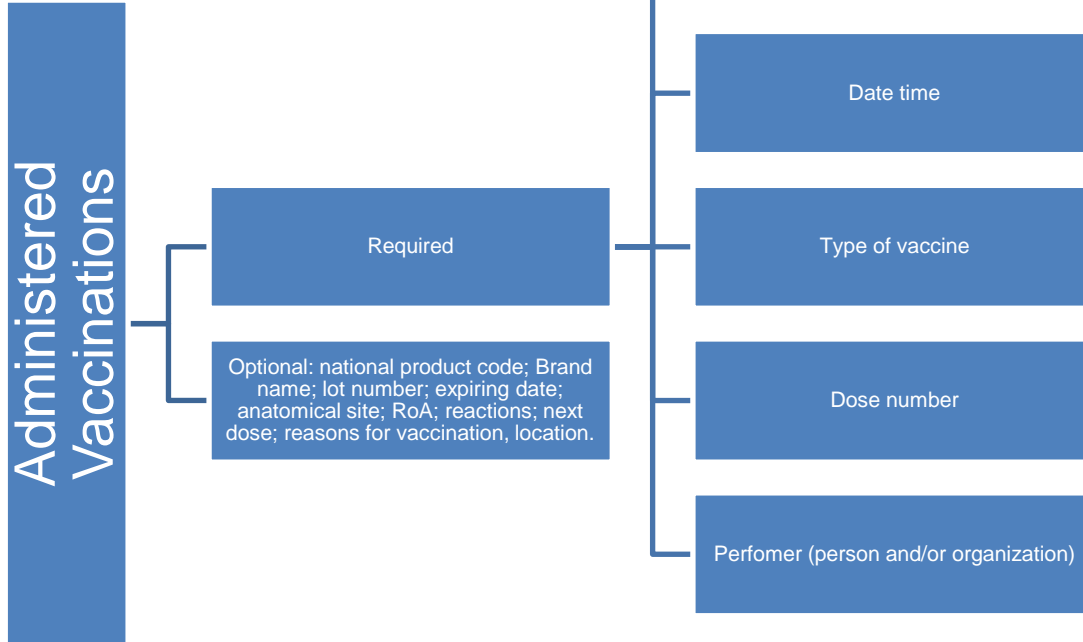 Administered
Vaccinations
Required
Optional: national product code; Brand
name; lot number; expiring date;
anatomical site; RoA; reactions; next
dose; reasons for vaccination, location.
Date time
Type of vaccine
Dose number
Perfomer (person and/or organization)